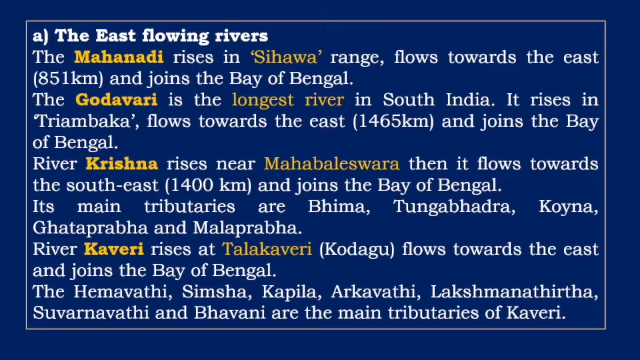 a) The East flowing rivers
The Mahanadi rises in ‘Sihawa’ range, flows towards the east
(851km) and joins the Bay of Bengal.
The Godavari is the longest river in South India. It rises in
‘Triambaka, flows towards the east (1465km) and joins the Bay
of Bengal.
River Krishna rises near Mahabaleswara then it flows towards
the south-east (1400 km) and joins the Bay of Bengal.
Its main tributaries are Bhima, Tungabhadra, Koyna,
Ghataprabha and Malaprabha.
River Kaveri rises at Talakaveri (Kodagu) flows towards the east
and joins the Bay of Bengal.
The Hemavathi, Simsha, Kapila, Arkavathi, Lakshmanathirtha,
Suvarnavathi and Bhavani are the main tributaries of Kaveri.